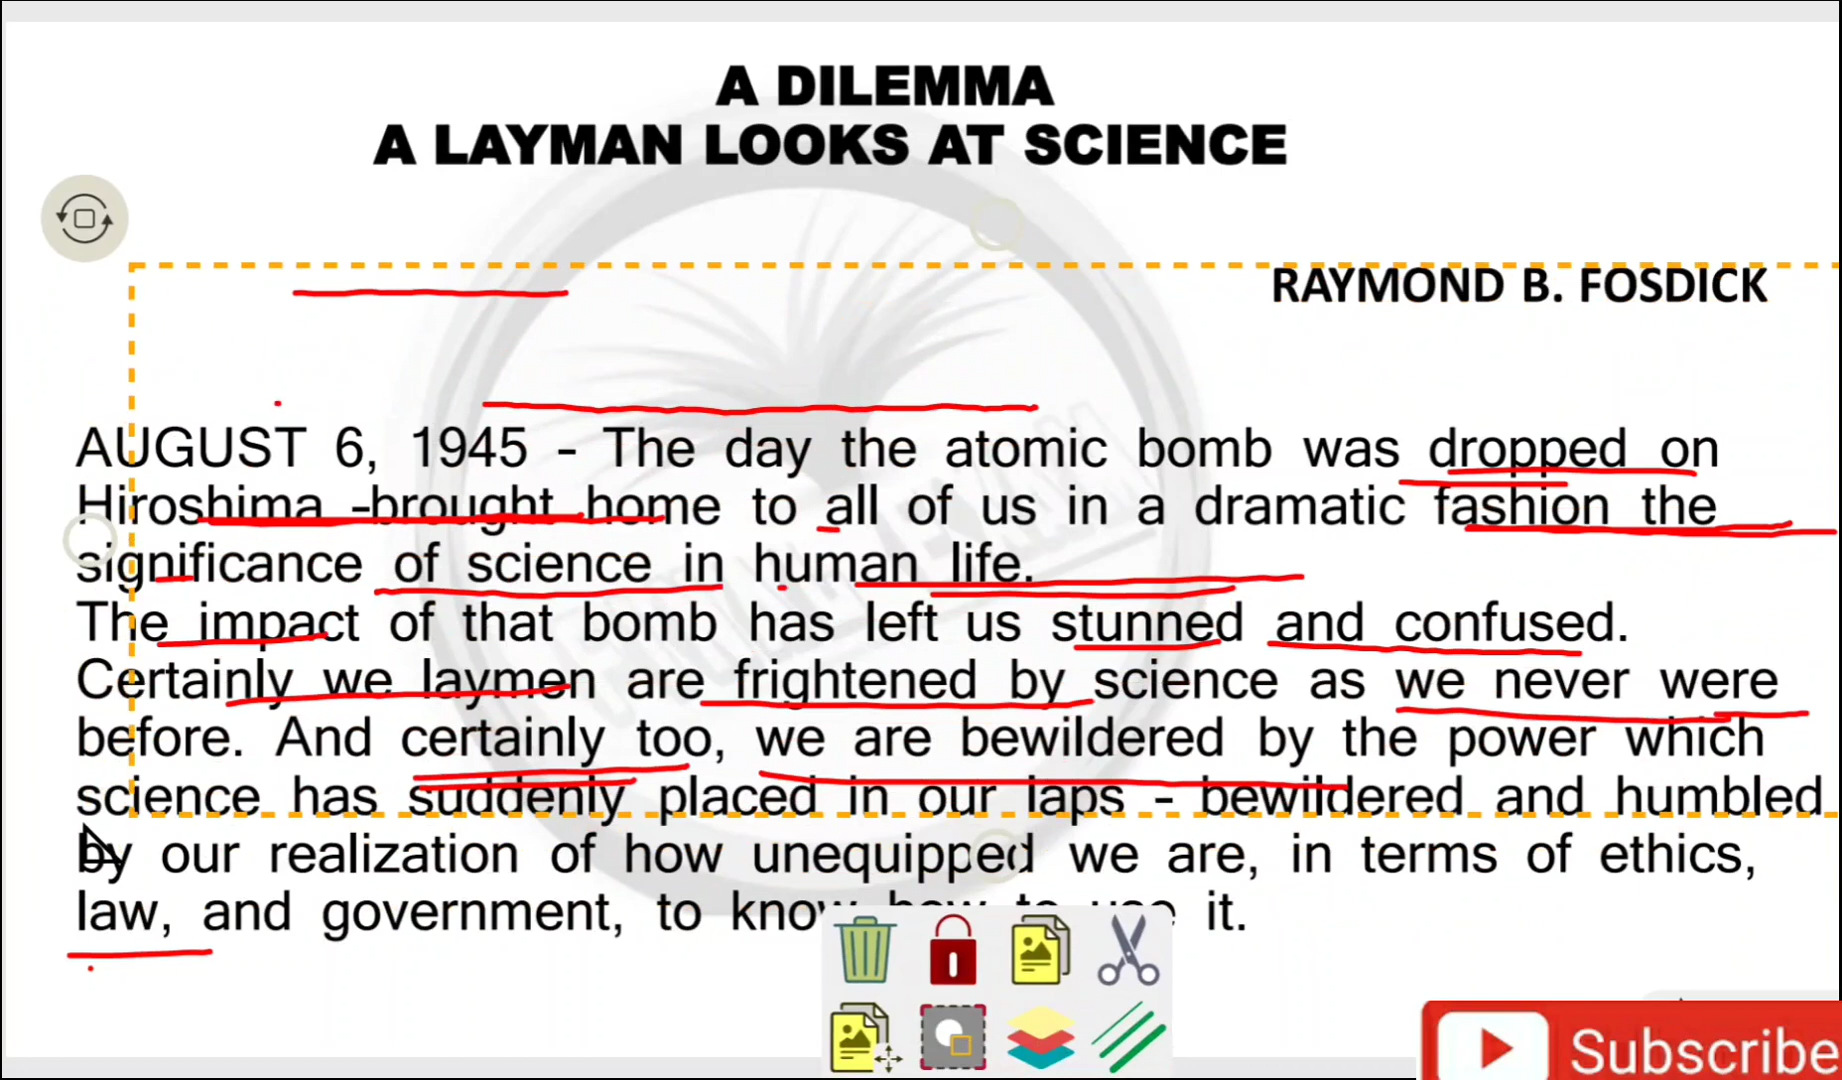 A DILEMMA
A LAYMAN LOOKS AT SCIENCE
RAYMOND B. FOSDICK
AUGUST 6, 1945 - The day the atomic bomb was dropped on
Hiroshima -brought home to all of us in a dramatic fashion the
significance of science in human life.
The impact of that bomb has left us stunned and confused.
Certainly we laymen are frightened by science as we never were
before. And certainly too, we are bewildered by the power which
science has suddenly placed in our laps - bewildered and humbled
by our realization of how unequipped we are, in terms of ethics,
law, and government, to know how to use it.
Subscribe